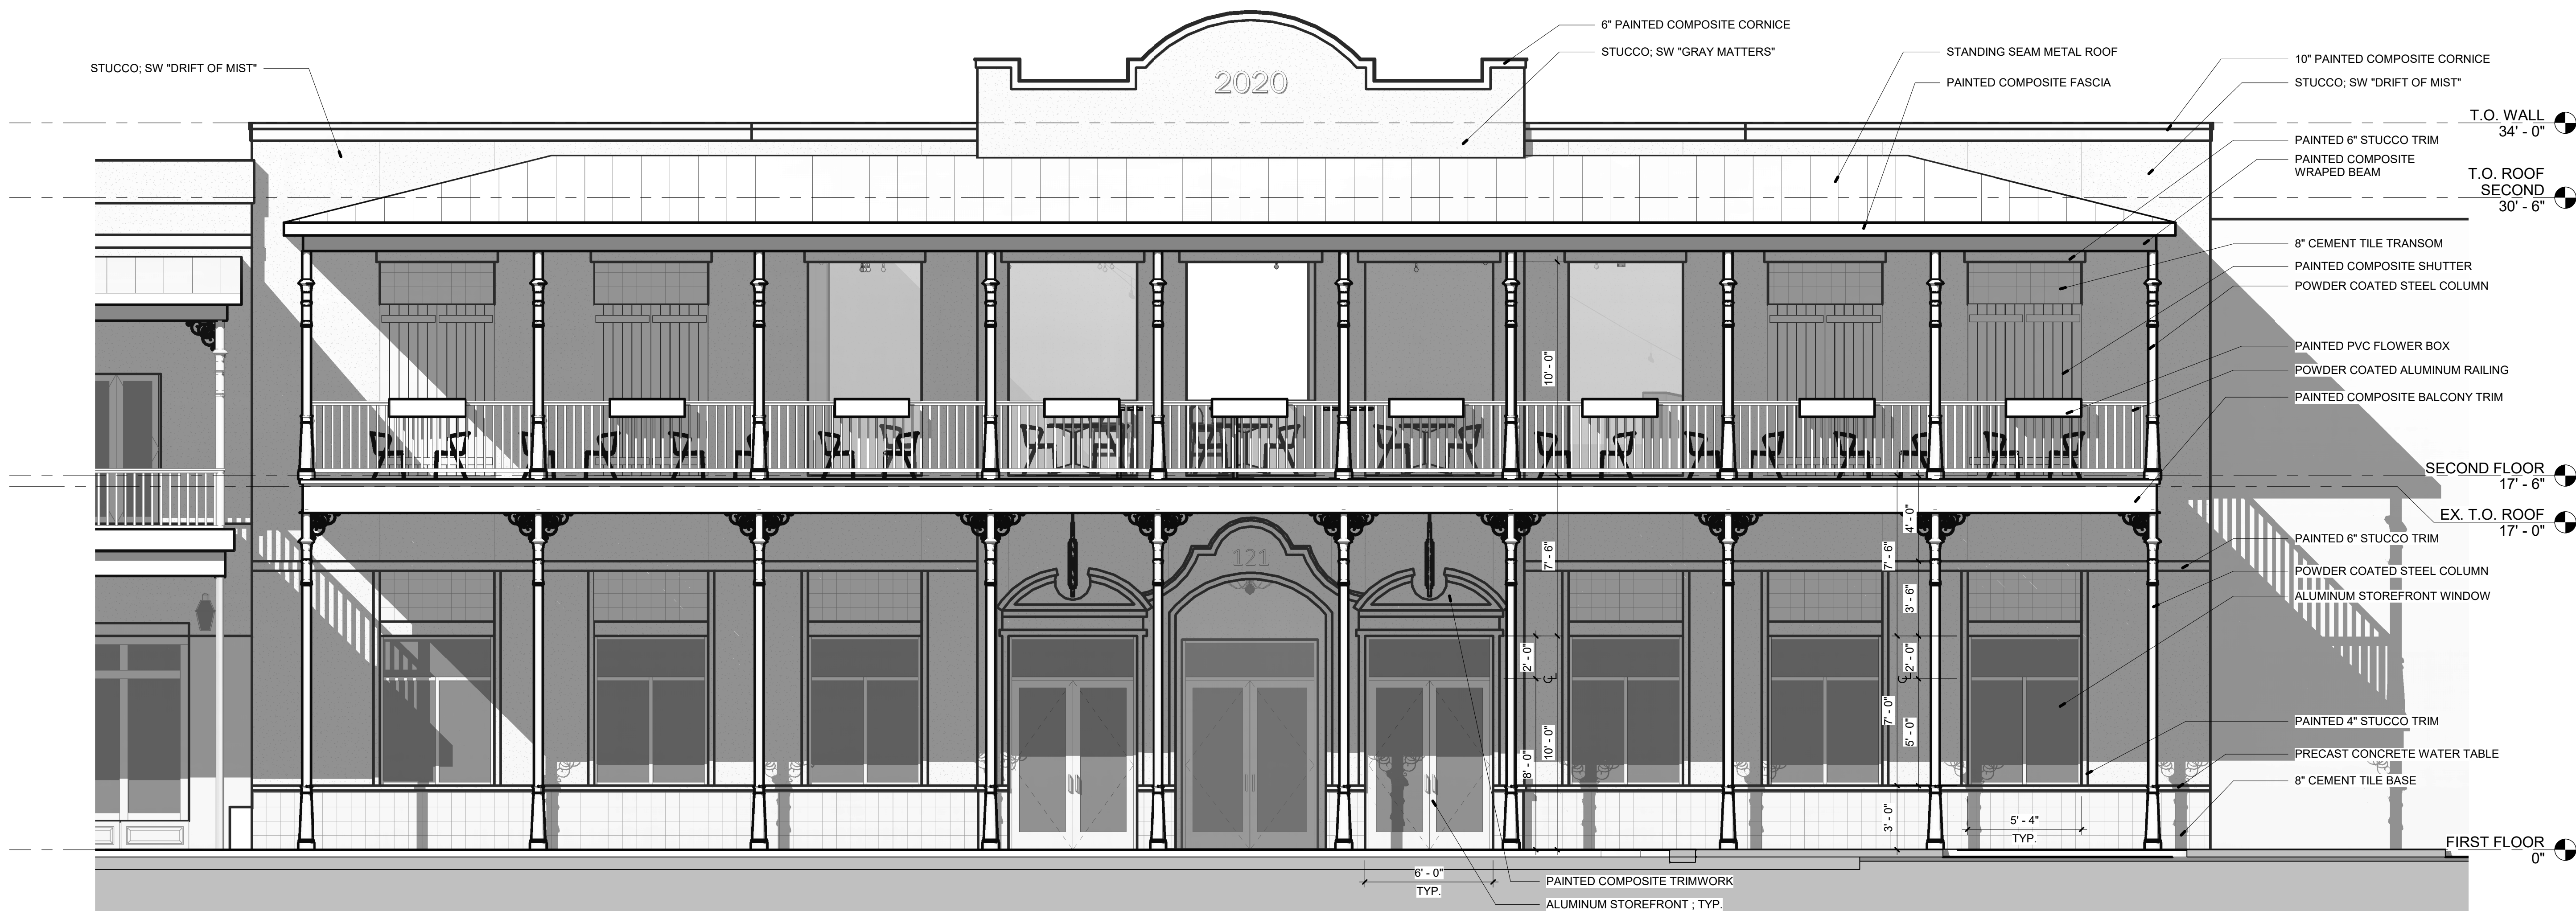 6" PAINTED COMPOSITE CORNICE
STUCCO; SW "GRAY MATTERS"
STANDING SEAM METAL ROOF
PAINTED COMPOSITE FASCIA
10" PAINTED COMPOSITE CORNICE
STUCCO; SW "DRIFT OF MIST"
STUCCO; SW "DRIFT OF MIST"
2020
T.O. WALL
34' - 0"
PAINTED 6" STUCCO TRIM
PAINTED COMPOSITE
WRAPED BEAM
T.O. ROOF
SECOND
30' - 6"
8" CEMENT TILE TRANSOM
PAINTED COMPOSITE SHUTTER
POWDER COATED STEEL COLUMN
PAINTED PVC FLOWER BOX
POWDER COATED ALUMINUM RAILING
PAINTED COMPOSITE BALCONY TRIM
10' - 0"
SECOND FLOOR
17' - 6"
EX. T.O. ROOF
17' - 0"
4' - 0"
7' - 6"
7' - 6"
121
PAINTED 6" STUCCO TRIM
POWDER COATED STEEL COLUMN
ALUMINUM STOREFRONT WINDOW
3' - 6"
2' - 0"
2' - 0"
CL
CL
7' - 0"
5' - 0"
10' - 0"
8' - 0"
3' - 0"
PAINTED 4" STUCCO TRIM
PRECAST CONCRETE WATER TABLE
8" CEMENT TILE BASE
5' - 4"
TYP.
FIRST FLOOR
0"
6' - 0"
TYP.
PAINTED COMPOSITE TRIMWORK
ALUMINUM STOREFRONT ; TYP.